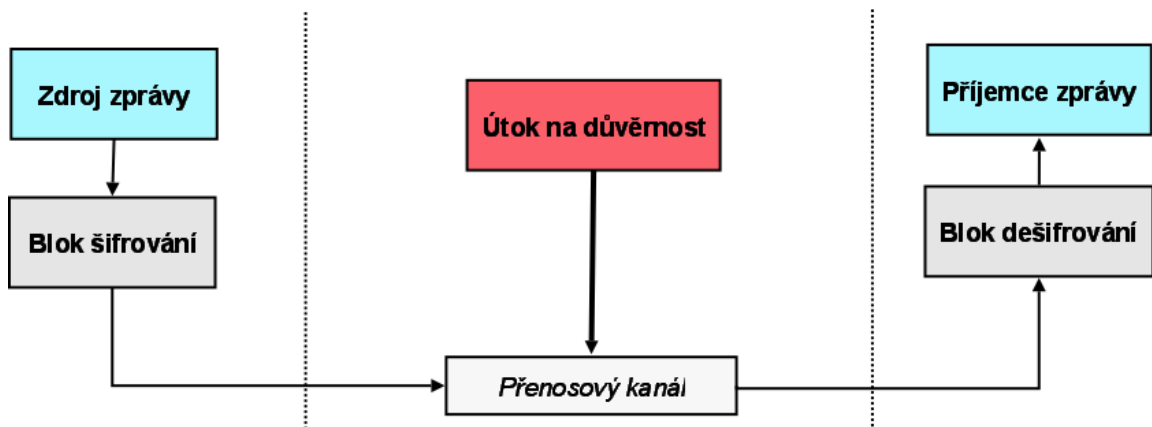 Zdroj zprávy
Blok šifrování
Útok na důvěrnost
Přenosový kanál
Příjemce zprávy
Blok dešifrování